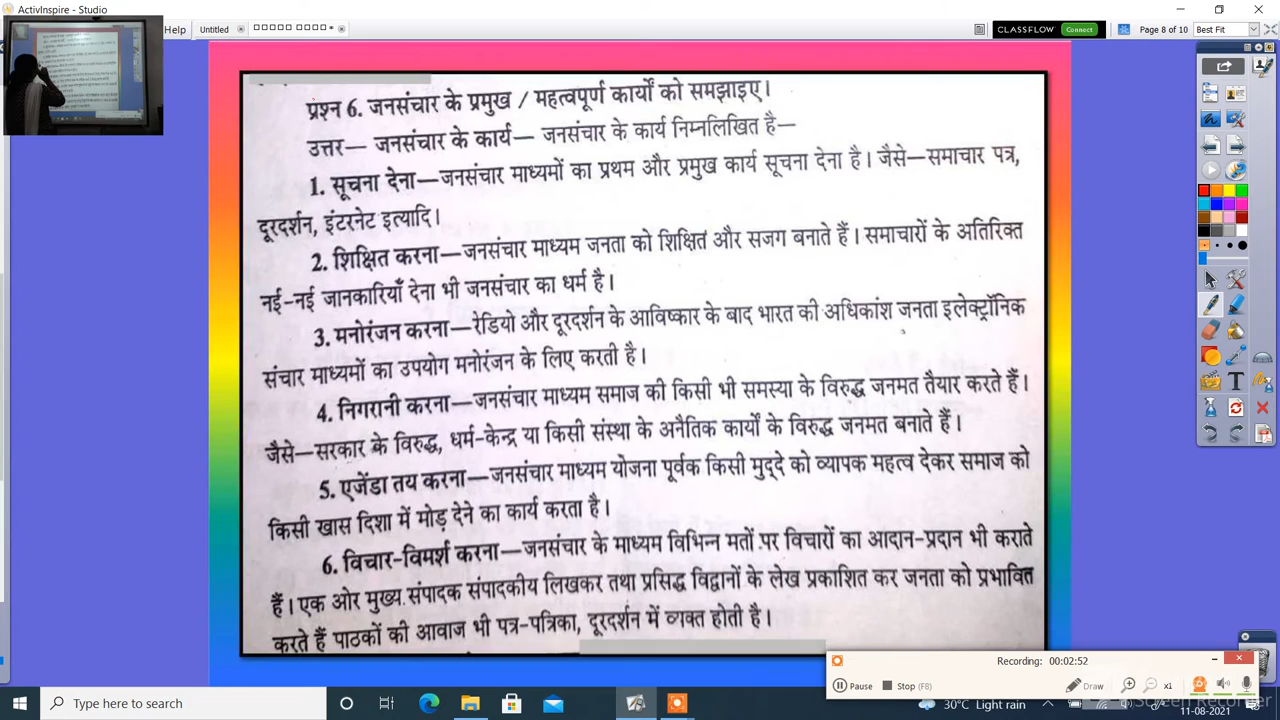 ActivInspire - Studio
Help
Untitled
CLASSFLOW
Connect
Page 8 of 10
Best Fit
प्रश्न 6. जनसंचार के प्रमुख / महत्वपूर्ण कार्यों को समझाइए।
उत्तर— जनसंचार के कार्य— जनसंचार के कार्य निम्नलिखित है—
1. सूचना देना—जनसंचार माध्यमों का प्रथम और प्रमुख कार्य सूचना देना है। जैसे—समाचार पत्र,
दूरदर्शन, इंटरनेट इत्यादि।
2. शिक्षित करना—जनसंचार माध्यम जनता को शिक्षित और सजग बनाते हैं। समाचारों के अतिरिक्त
नई-नई जानकारियाँ देना भी जनसंचार का धर्म है।
3. मनोरंजन करना—रेडियो और दूरदर्शन के आविष्कार के बाद भारत की अधिकांश जनता इलेक्ट्रॉनिक
संचार माध्यमों का उपयोग मनोरंजन के लिए करती है।
4. निगरानी करना—जनसंचार माध्यम समाज की किसी भी समस्या के विरुद्ध जनमत तैयार करते हैं।
जैसे—सरकार के विरुद्ध, धर्म-केन्द्र या किसी संस्था के अनैतिक कार्यों के विरुद्ध जनमत बनाते हैं।
5. एजेंडा तय करना—जनसंचार माध्यम योजना पूर्वक किसी मुद्दे को व्यापक महत्व देकर समाज को
किसी खास दिशा में मोड़ देने का कार्य करता है।
6. विचार-विमर्श करना—जनसंचार के माध्यम विभिन्न मतों पर विचारों का आदान-प्रदान भी कराते
हैं। एक ओर मुख्य संपादक संपादकीय लिखकर तथा प्रसिद्ध विद्वानों के लेख प्रकाशित कर जनता को प्रभावित
करते हैं पाठकों की आवाज भी पत्र-पत्रिका, दूरदर्शन में व्यक्त होती है।
Recording: 00:02:52
Pause
Stop (F8)
Draw
x1
Type here to search
30°C Light rain
11-08-2021